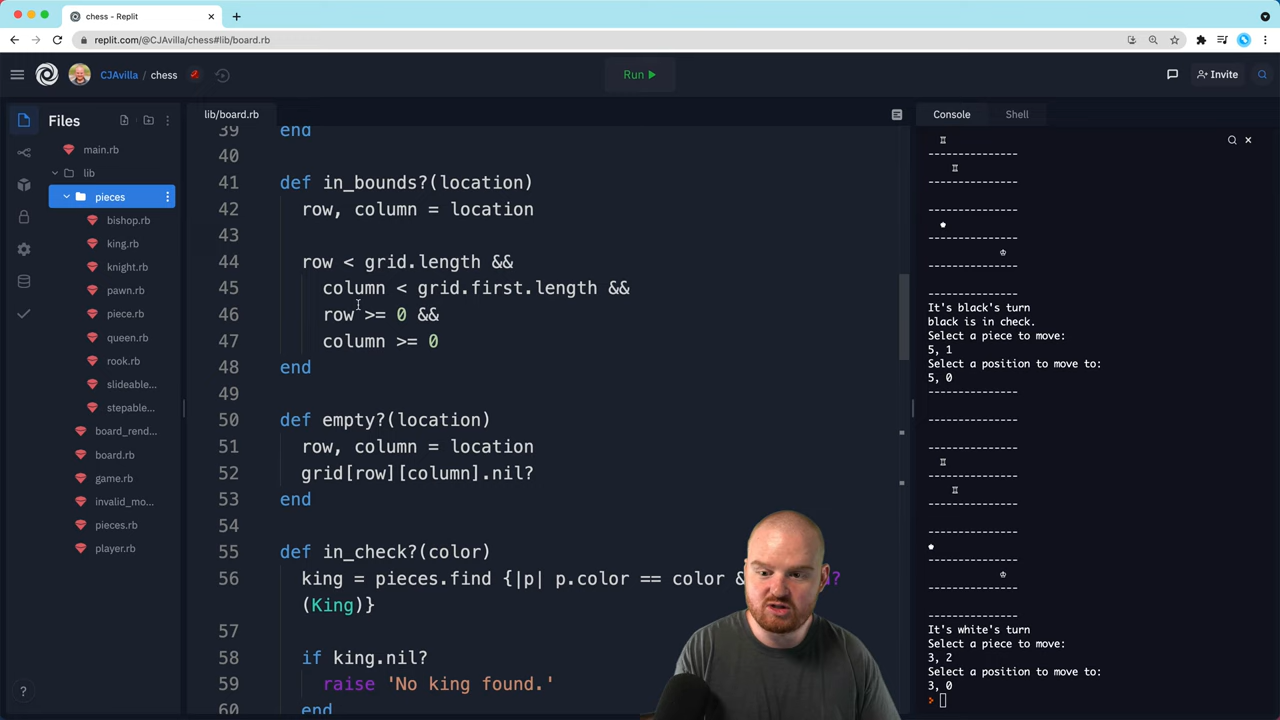 chess - Replit
replit.com/@CJAvilla/chess#lib/board.rb
CJAvilla / chess
Run
Invite
Files
main.rb
lib
pieces
bishop.rb
king.rb
knight.rb
pawn.rb
piece.rb
queen.rb
rook.rb
slideable...
stepable...
board_rend...
board.rb
game.rb
invalid_mo...
pieces.rb
player.rb
?
lib/board.rb
39 end
40
41 def in_bounds?(location)
42 row, column = location
43
44 row < grid.length &&
45 column < grid.first.length &&
46 row >= 0 &&
47 column >= 0
48 end
49
50 def empty?(location)
51 row, column = location
52 grid[row][column].nil?
53 end
54
55 def in_check?(color)
56 king = pieces.find {|p| p.color == color & ?
(King)}
57
58 if king.nil?
59 raise 'No king found.'
60 end
Console
Shell
♖
---------------
♖
---------------
---------------
---------------
♔
---------------
---------------
It's black's turn
black is in check.
Select a piece to move:
5, 1
Select a position to move to:
5, 0
---------------
---------------
---------------
♖
---------------
♖
---------------
---------------
♔
---------------
---------------
It's white's turn
Select a piece to move:
3, 2
Select a position to move to:
3, 0
>